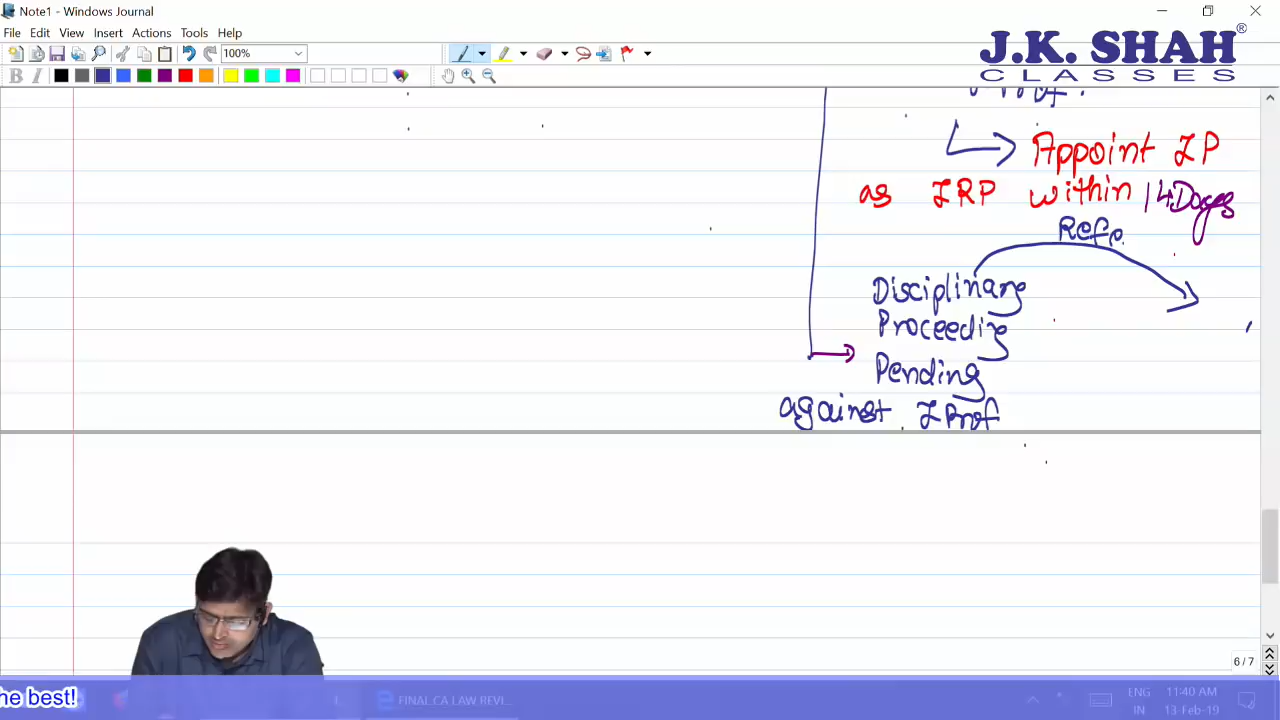 Note1 - Windows Journal
File Edit View Insert Actions Tools Help
100%
J.K. SHAH®
CLASSES
Prof.
Appoint IP
as IRP within 14 Days
Refe.
Disciplinary
Proceeding
Pending
against IProf
6 / 7
he best!
FINAL CA LAW REVI...
ENG
IN
11:40 AM
13-Feb-19